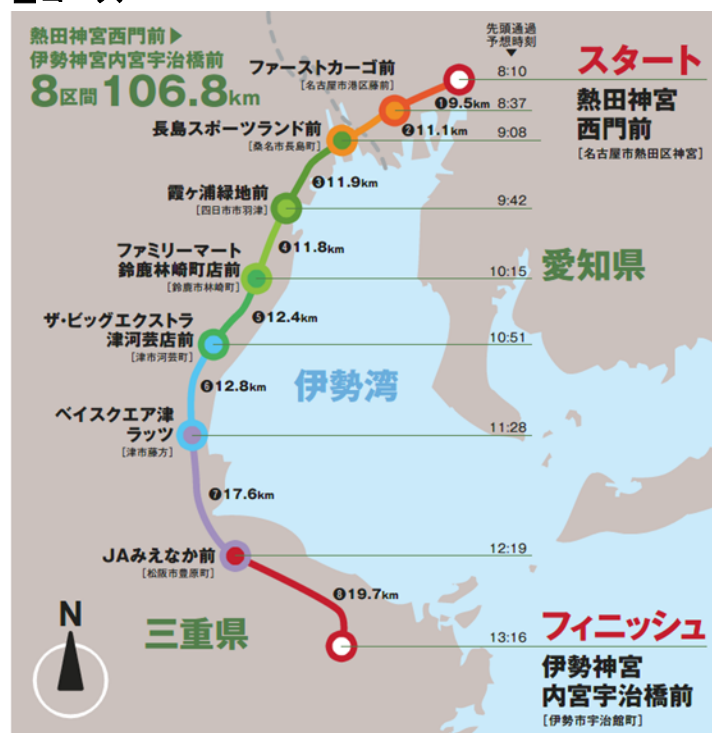 熱田神宮西門前▶
伊勢神宮内宮宇治橋前
8区間106.8km
先頭通過
予想時刻
▼
スタート
熱田神宮
西門前
[名古屋市熱田区神宮]
8:10
ファーストカーゴ前
[名古屋市港区藤前]
❶9.5km
8:37
長島スポーツランド前
[桑名市長島町]
❷11.1km
9:08
❸11.9km
霞ヶ浦緑地前
[四日市市羽津]
9:42
❹11.8km
ファミリーマート
鈴鹿林崎町店前
[鈴鹿市林崎町]
10:15
愛知県
❺12.4km
ザ・ビッグエクストラ
津河芸店前
[津市河芸町]
10:51
❻12.8km
伊勢湾
ベイスクエア津
ラッツ
[津市藤方]
11:28
❼17.6km
JAみえなか前
[松阪市豊原町]
12:19
❽19.7km
三重県
N
13:16
フィニッシュ
伊勢神宮
内宮宇治橋前
[伊勢市宇治館町]